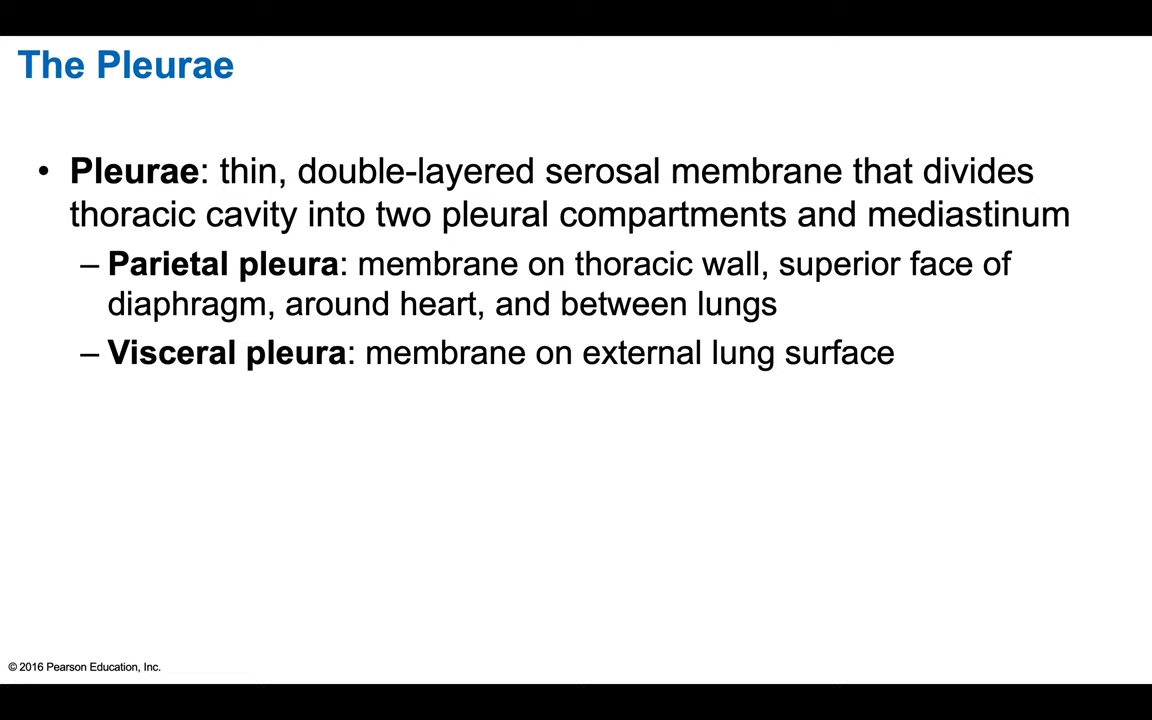 The Pleurae
• Pleurae: thin, double-layered serosal membrane that divides
thoracic cavity into two pleural compartments and mediastinum
– Parietal pleura: membrane on thoracic wall, superior face of
diaphragm, around heart, and between lungs
– Visceral pleura: membrane on external lung surface
© 2016 Pearson Education, Inc.